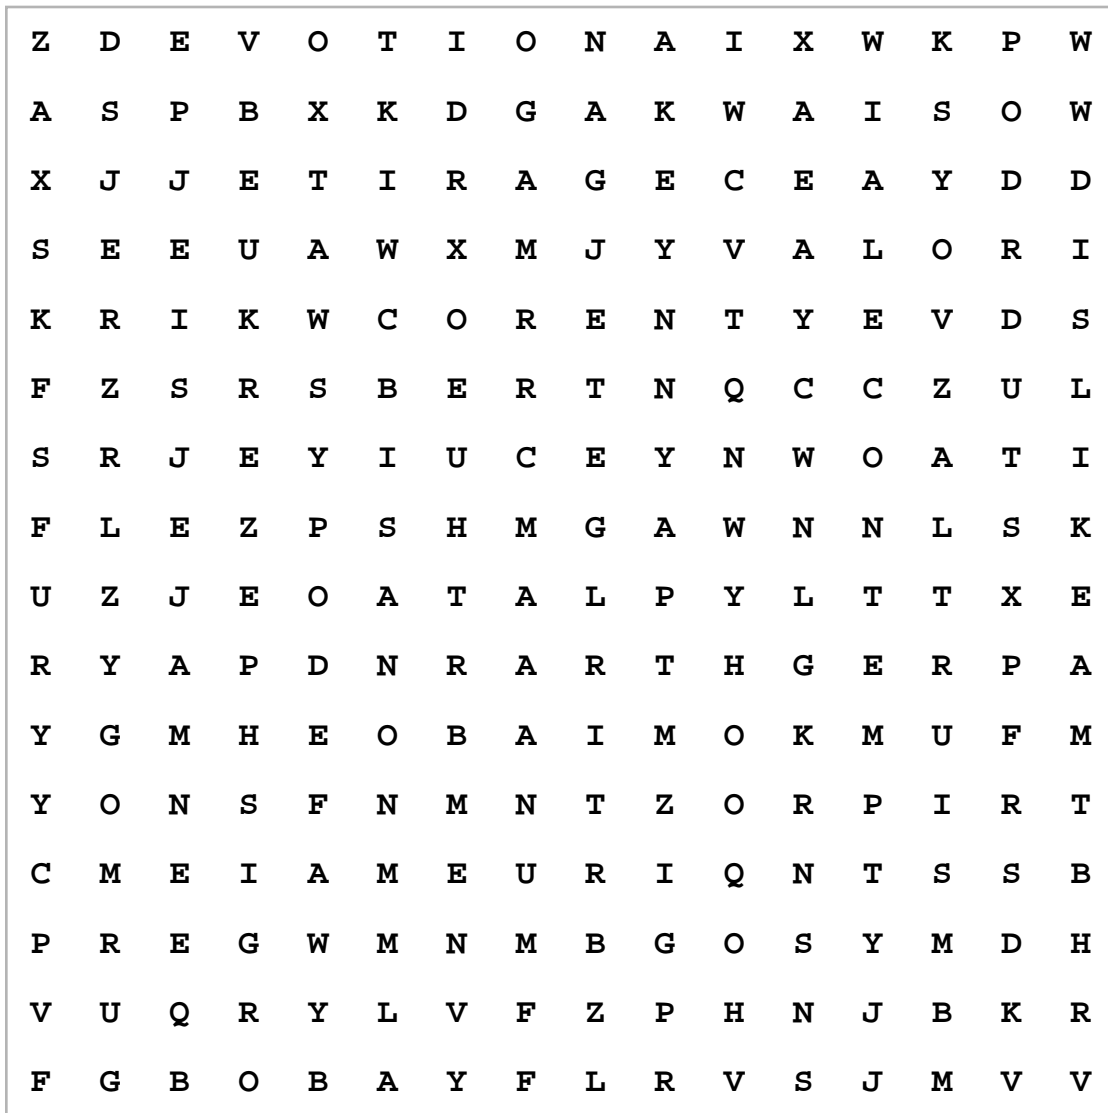 Z D E V O T I O N A I X W K P W
A S P B X K D G A K W A I S O W
X J J E T I R A G E C E A Y D D
S E E U A W X M J Y V A L O R I
K R I K W C O R E N T Y E V D S
F Z S R S B E R T N Q C C Z U L
S R J E Y I U C E Y N W O A T I
F L E Z P S H M G A W N N L S K
U Z J E O A T A L P Y L T T X E
R Y A P D N R A R T H G E R P A
Y G M H E O B A I M O K M U F M
Y O N S F N M N T Z O R P I R T
C M E I A M E U R I Q N T S S B
P R E G W M N M B G O S Y M D H
V U Q R Y L V F Z P H N J B K R
F G B O B A Y F L R V S J M V V